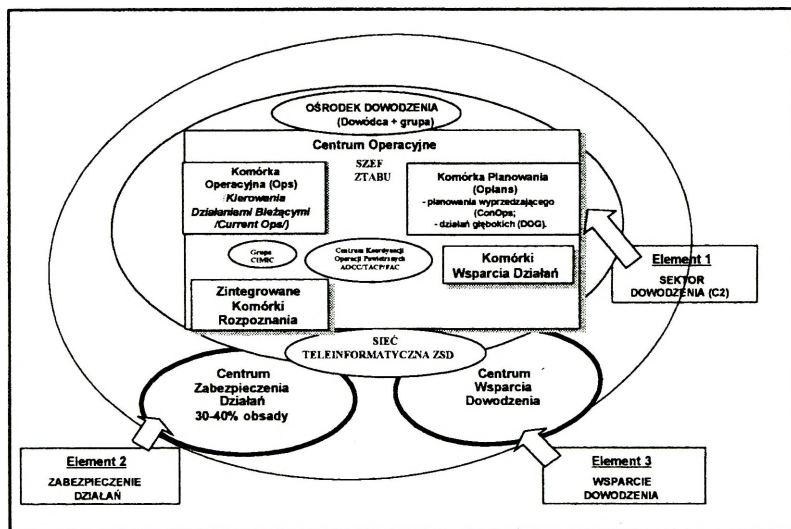 OŚRODEK DOWODZENIA
(Dowódca + grupa)
Centrum Operacyjne
SZEF
ZTABU
Komórka
Operacyjna (Ops)
Kierowania
Działaniami Bieżącymi
/Current Ops/)
Komórka Planowania
(Oplans)
- planowania wyprzedzającego
(ConOps;
- działań głębokich (DOG).
Grupa
CIMIC
Centrum Koordynacji
Operacji Powietrznych
AOCC/TACP/FAC
Komórki
Wsparcia Działań
Zintegrowane
Komórki
Rozpoznania
Element 1
SEKTOR
DOWODZENIA (C2)
SIEĆ
TELEINFORMATYCZNA ZSD
Centrum
Zabezpieczenia
Działań
30-40% obsady
Centrum
Wsparcia
Dowodzenia
Element 2
ZABEZPIECZENIE
DZIAŁAŃ
Element 3
WSPARCIE
DOWODZENIA